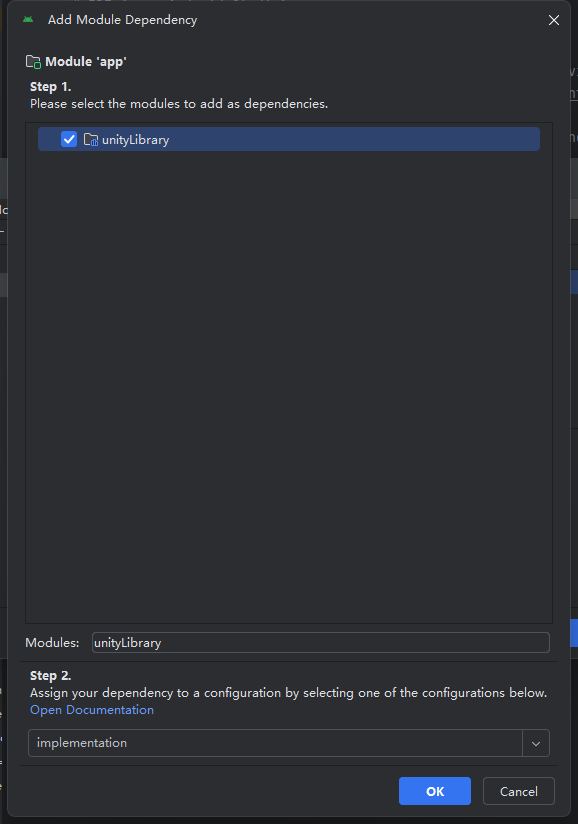 Add Module Dependency
Module 'app'
Step 1.
Please select the modules to add as dependencies.
unityLibrary
Modules:
unityLibrary
Step 2.
Assign your dependency to a configuration by selecting one of the configurations below.
Open Documentation
implementation
OK
Cancel